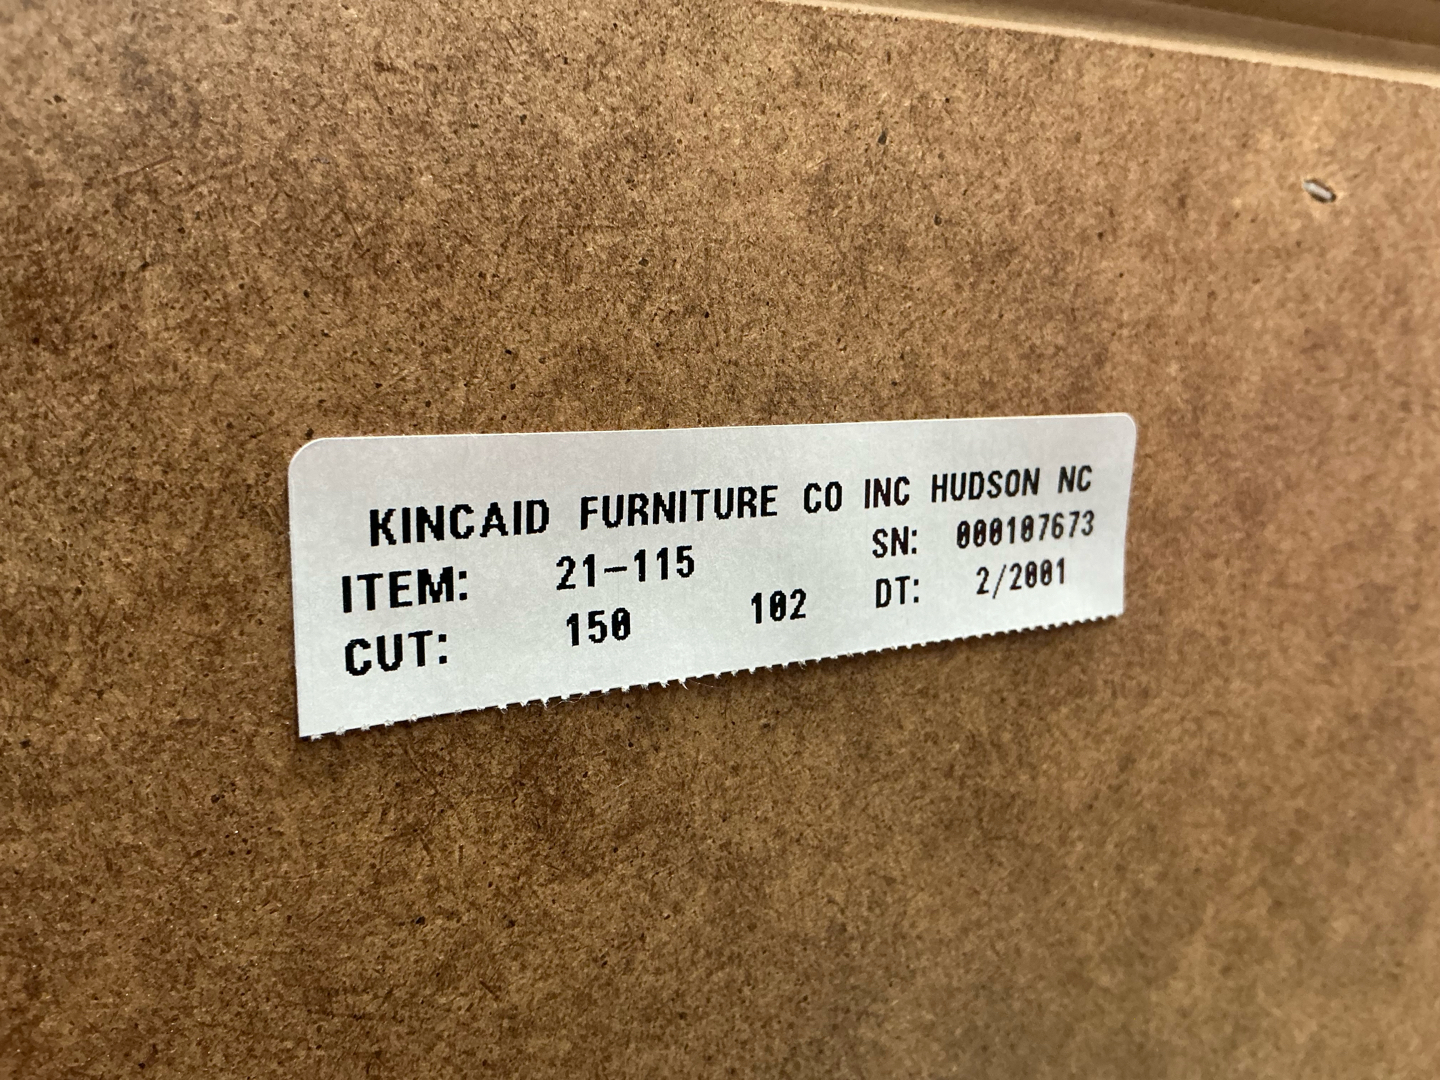 KINCAID FURNITURE CO INC HUDSON NC
ITEM: 21-115 SN: 000107673
CUT: 150 102 DT: 2/2001